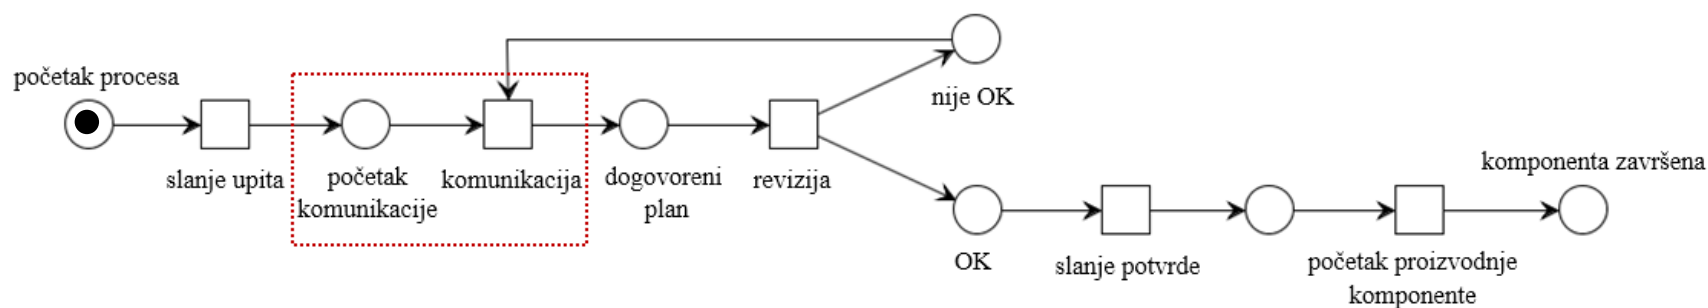 početak procesa
slanje upita
početak
komunikacije
komunikacija
dogovoreni
plan
revizija
nije OK
OK
slanje potvrde
početak proizvodnje
komponente
komponenta završena